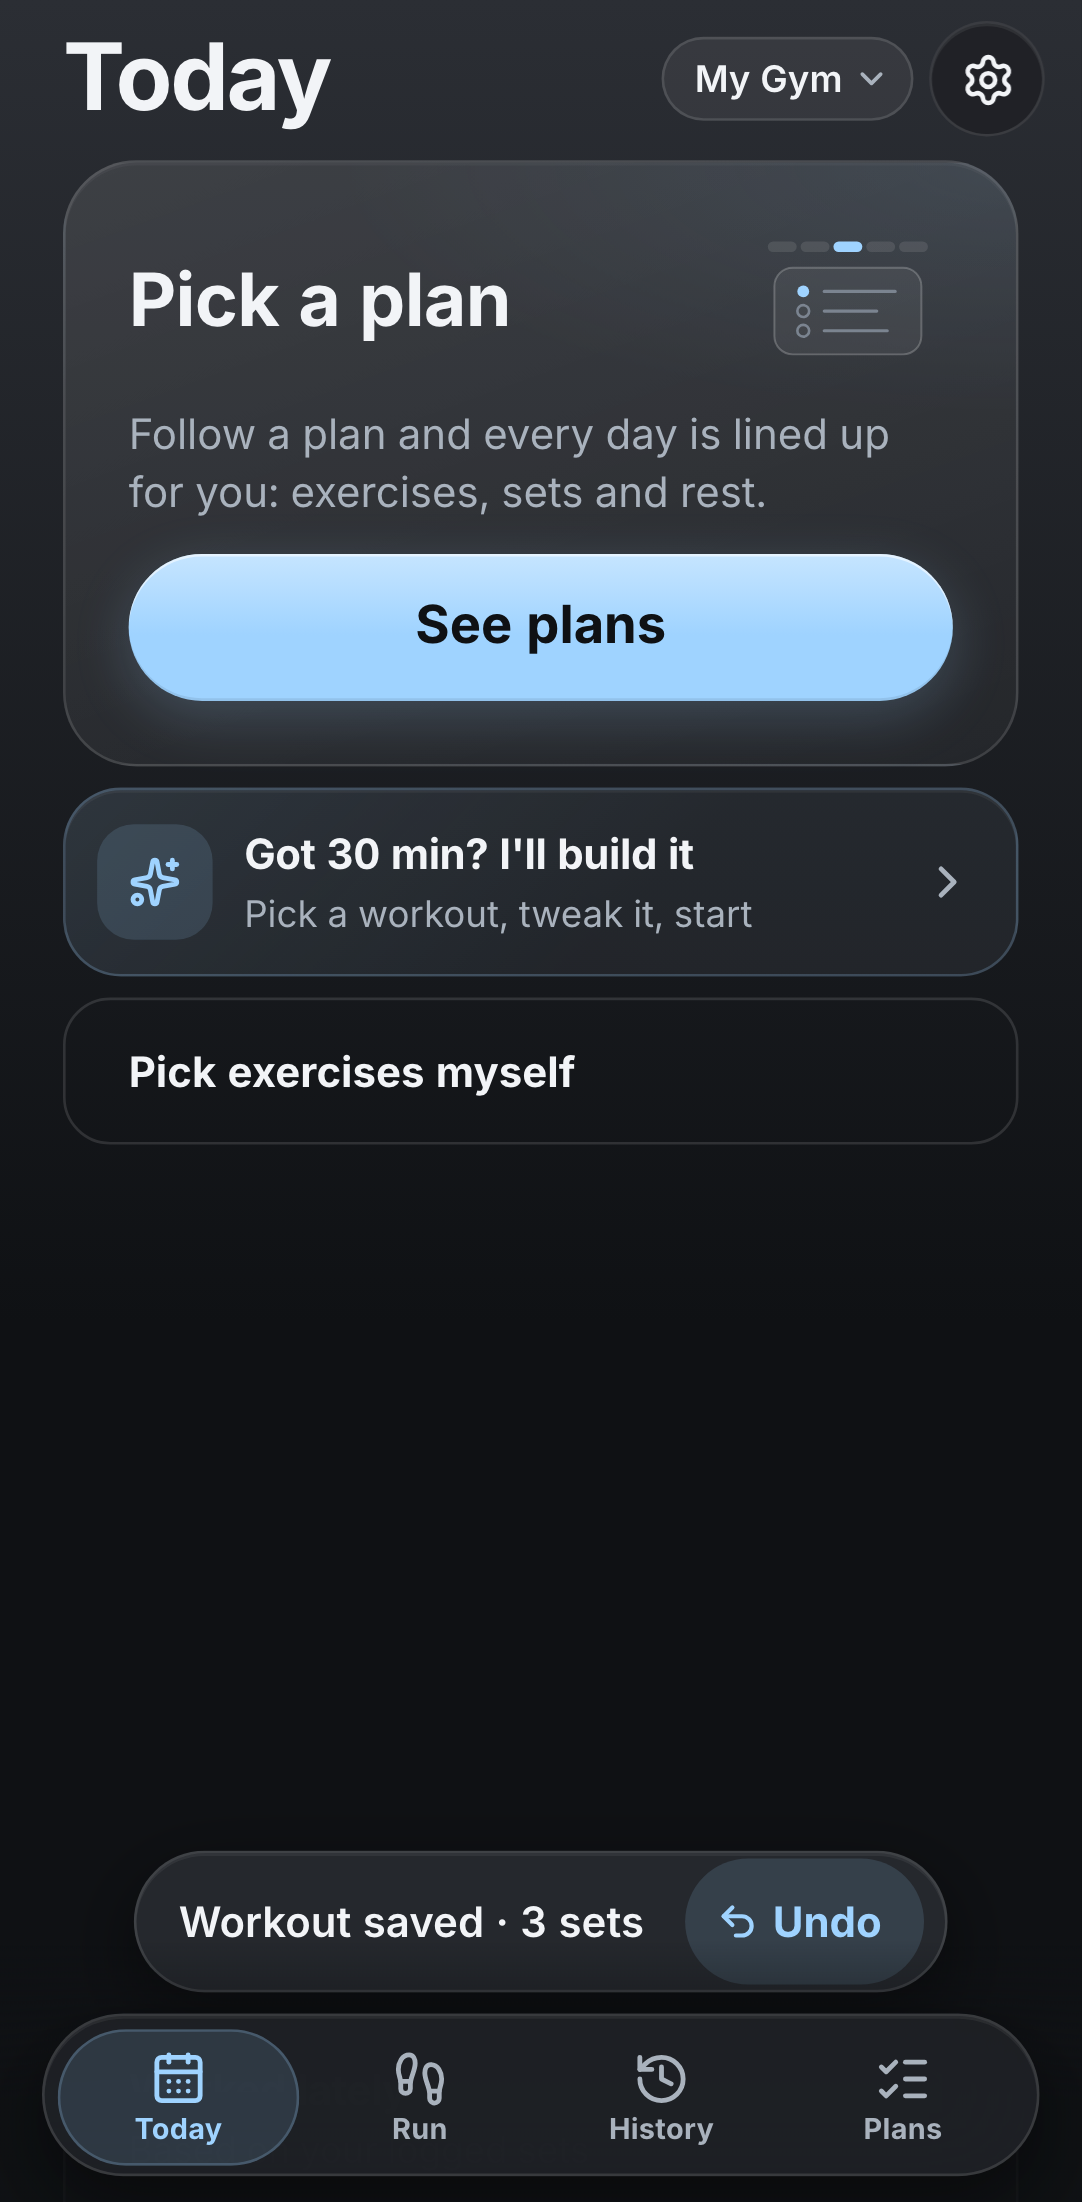 Today
My Gym
Pick a plan
Follow a plan and every day is lined up
for you: exercises, sets and rest.
See plans
Got 30 min? I'll build it
Pick a workout, tweak it, start
Pick exercises myself
Workout saved · 3 sets
Undo
Today
Run
History
Plans